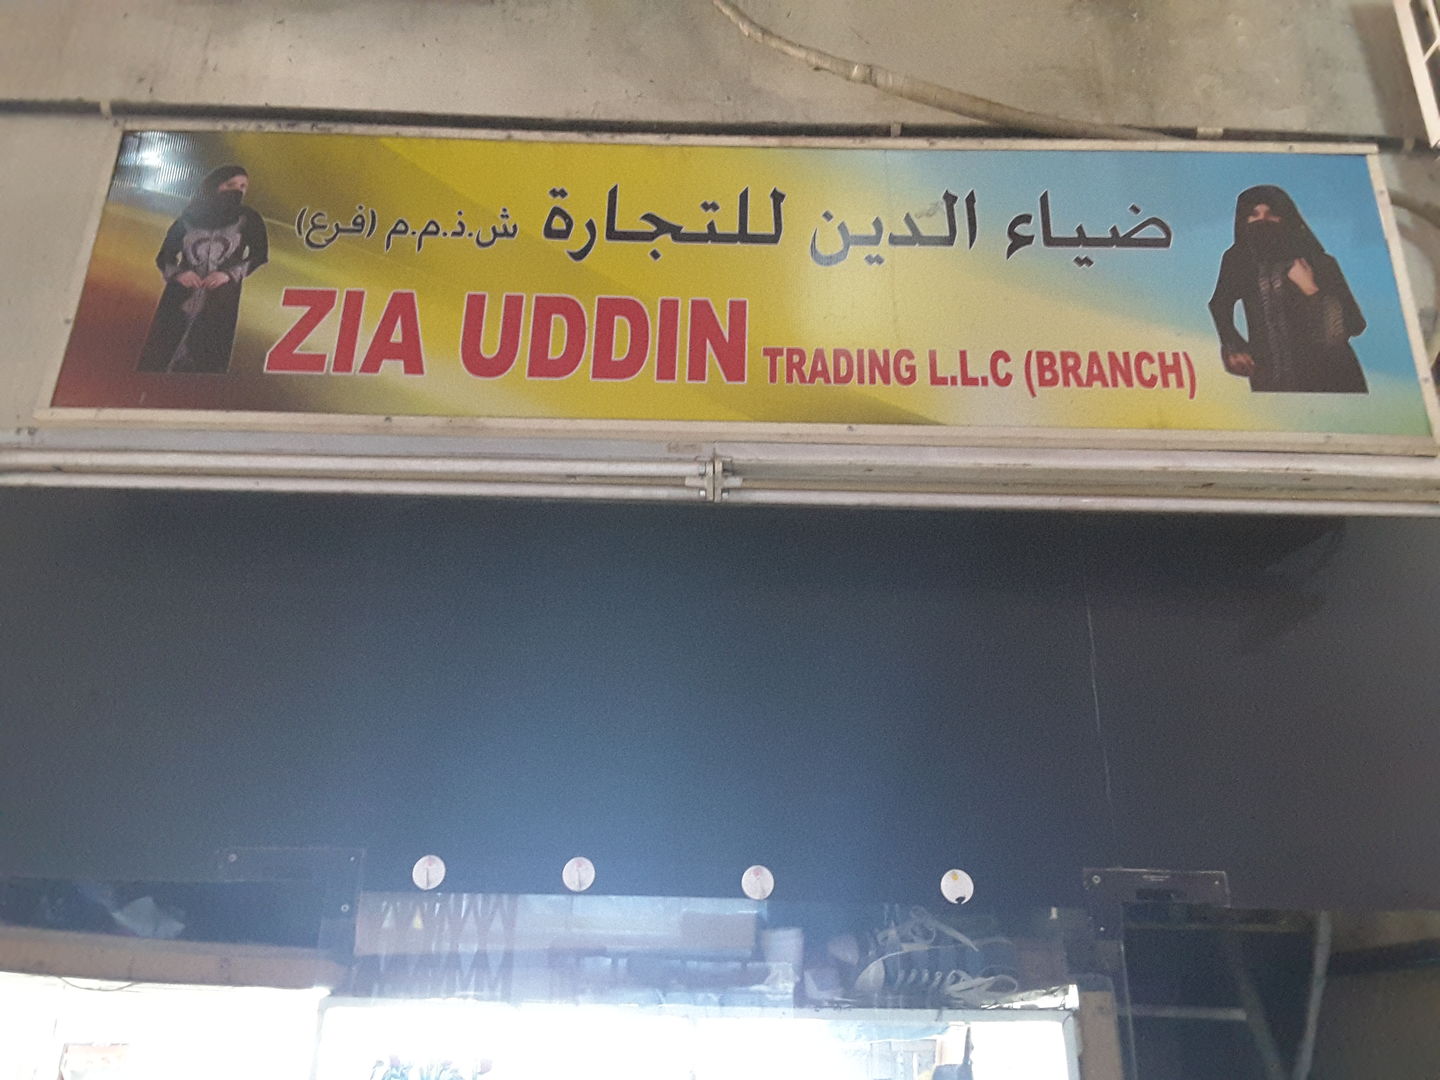 ضياء الدين للتجارة ش.ذ.م.م (فرع)
ZIA UDDIN TRADING L.L.C (BRANCH)